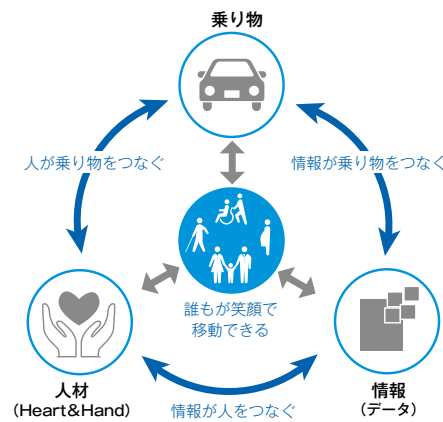 乗り物
人が乗り物をつなぐ
情報が乗り物をつなぐ
誰もが笑顔で
移動できる
人材
(Heart&Hand)
情報
(データ)
情報が人をつなぐ